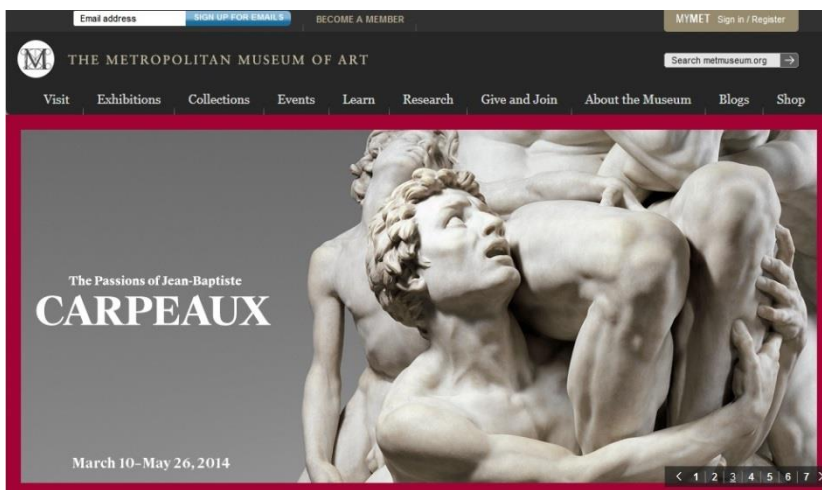 Email address SIGN UP FOR EMAILS BECOME A MEMBER MYMET Sign in / Register
M THE METROPOLITAN MUSEUM OF ART Search metmuseum.org →
Visit Exhibitions Collections Events Learn Research Give and Join About the Museum Blogs Shop
The Passions of Jean-Baptiste
CARPEAUX
March 10–May 26, 2014
< 1 | 2 | 3 | 4 | 5 | 6 | 7 >